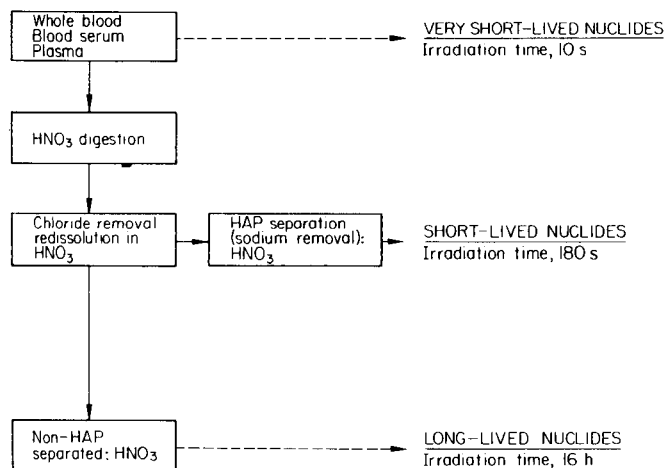 Whole blood
Blood serum
Plasma
VERY SHORT-LIVED NUCLIDES
Irradiation time, 10 s
HNO3 digestion
Chloride removal
redissolution in
HNO3
HAP separation
(sodium removal):
HNO3
SHORT-LIVED NUCLIDES
Irradiation time, 180 s
Non-HAP
separated: HNO3
LONG-LIVED NUCLIDES
Irradiation time, 16 h